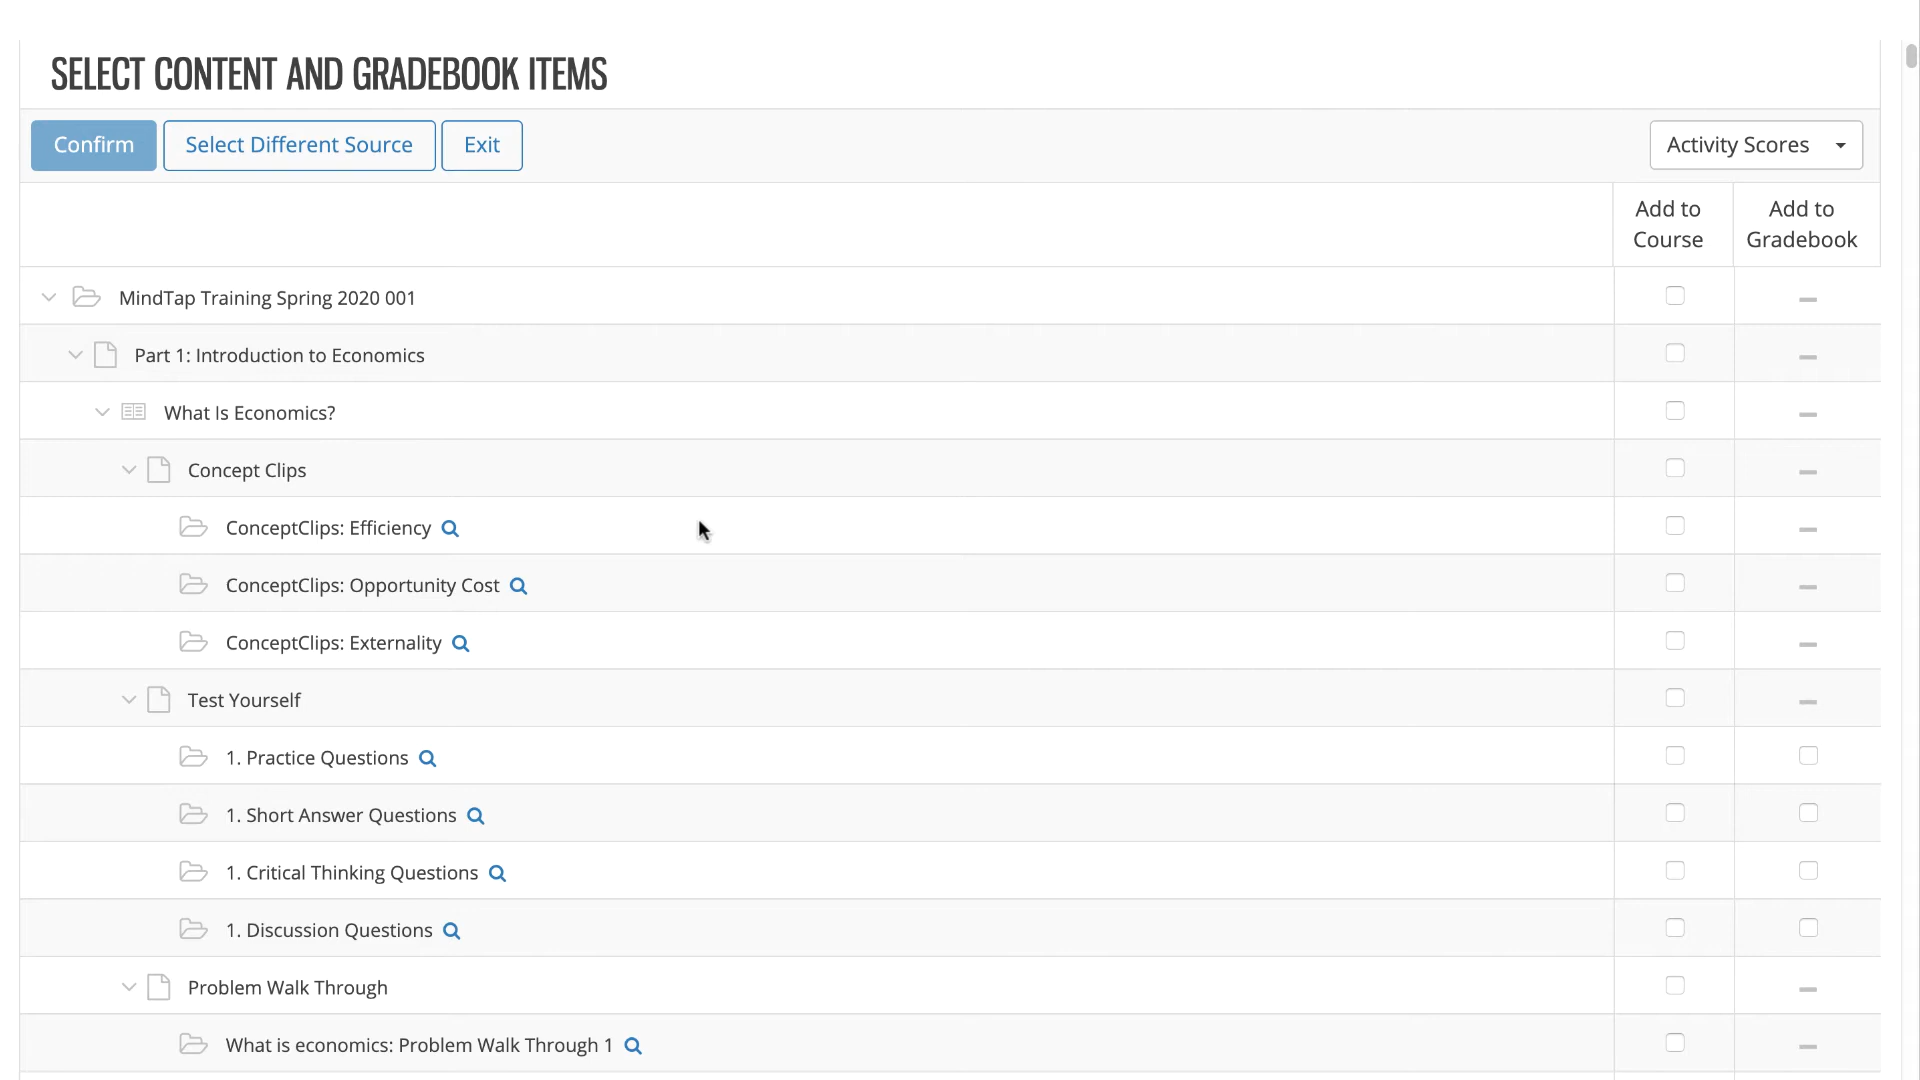 SELECT CONTENT AND GRADEBOOK ITEMS
Confirm
Select Different Source
Exit
Activity Scores
Add to
Course
Add to
Gradebook
MindTap Training Spring 2020 001
Part 1: Introduction to Economics
What Is Economics?
Concept Clips
ConceptClips: Efficiency
ConceptClips: Opportunity Cost
ConceptClips: Externality
Test Yourself
1. Practice Questions
1. Short Answer Questions
1. Critical Thinking Questions
1. Discussion Questions
Problem Walk Through
What is economics: Problem Walk Through 1